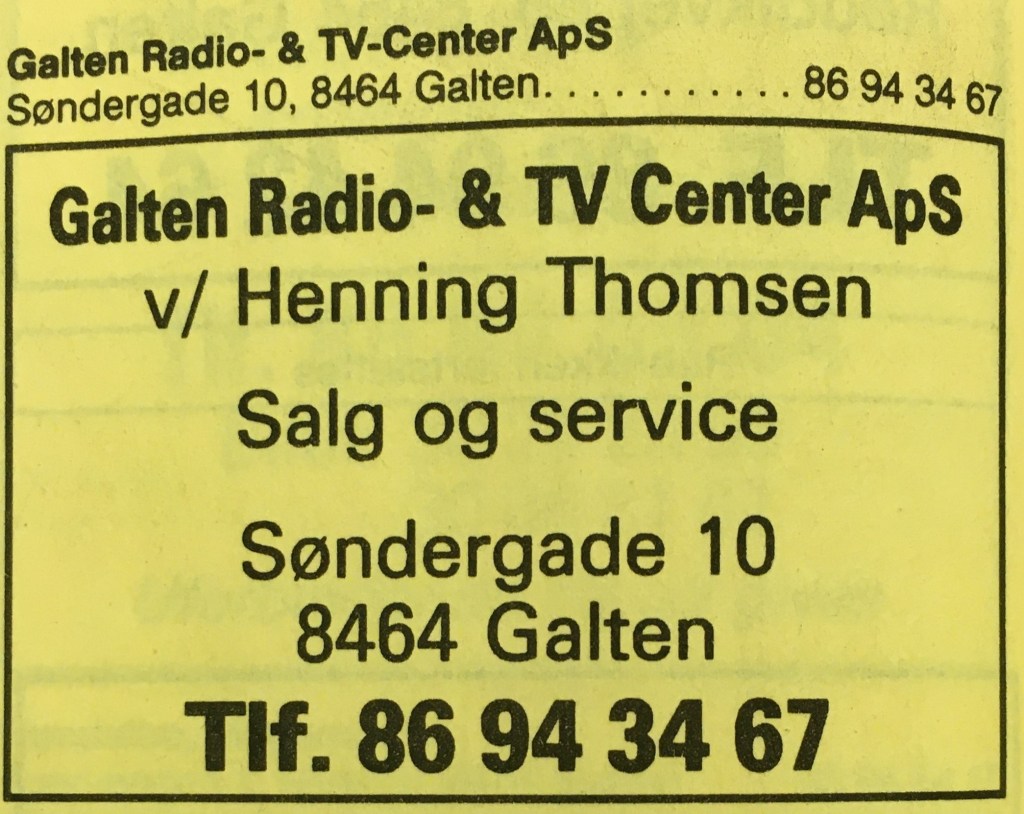 Galten Radio- & TV-Center ApS
Søndergade 10, 8464 Galten. . . . . . . . . . . 86 94 34 67
Galten Radio- & TV Center ApS
v/ Henning Thomsen
Salg og service
Søndergade 10
8464 Galten
Tlf. 86 94 34 67